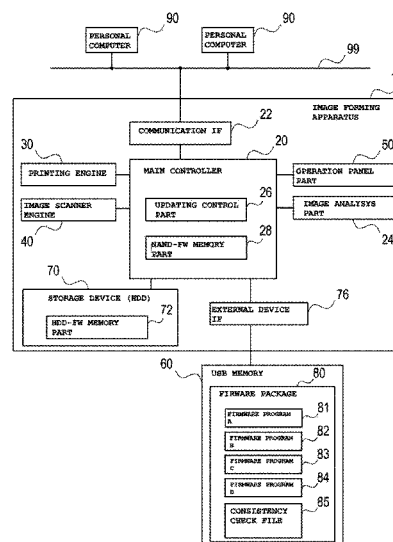 90
90
PERSONAL
COMPUTER
PERSONAL
COMPUTER
99
IMAGE FORMING
APPARATUS
22
COMMUNICATION IF
30
20
50
PRINTING ENGINE
MAIN CONTROLLER
OPERATION PANEL
PART
26
UPDATING CONTROL
PART
IMAGE SCANNER
ENGINE
IMAGE ANALYSIS
PART
40
28
24
NAND-FW MEMORY
PART
70
STORAGE DEVICE (HDD)
76
72
HDD-FW MEMORY
PART
EXTERNAL DEVICE
IF
60
80
USB MEMORY
FIRWARE PACKAGE
81
FIRMWARE PROGRAM
A
82
FIRMWARE PROGRAM
B
83
FIRMWARE PROGRAM
C
84
FIRMWARE PROGRAM
D
85
CONSISTENCY
CHECK FILE